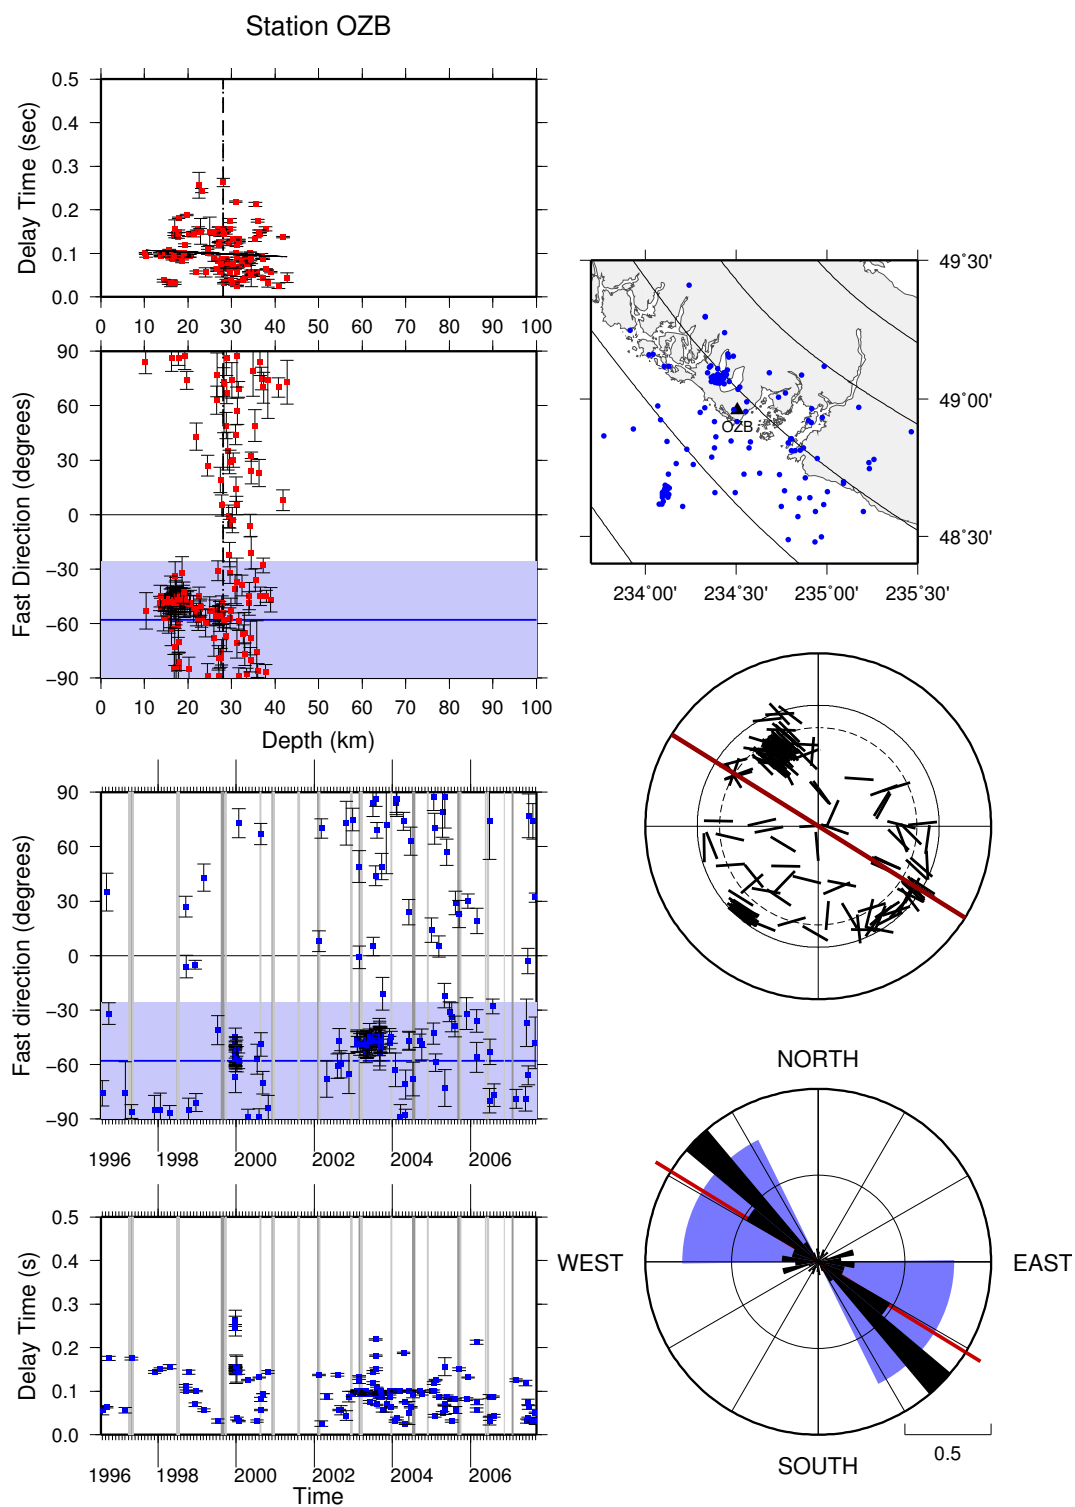 Station OZB
0.5
0.4
0.3
0.2
0.1
0.0
Delay Time (sec)
0 10 20 30 40 50 60 70 80 90 100
90
60
30
0
−30
−60
−90
Fast Direction (degrees)
0 10 20 30 40 50 60 70 80 90 100
Depth (km)
49˚30'
49˚00'
48˚30'
OZB
234˚00' 234˚30' 235˚00' 235˚30'
90
60
30
0
−30
−60
−90
Fast direction (degrees)
1996 1998 2000 2002 2004 2006
0.5
0.4
0.3
0.2
0.1
0.0
Delay Time (s)
1996 1998 2000 2002 2004 2006
Time
NORTH
WEST
EAST
SOUTH
0.5